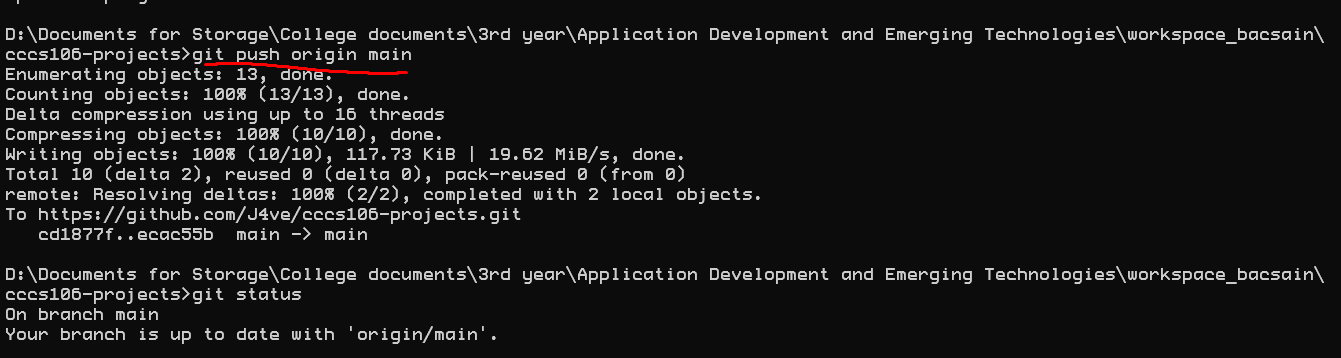 D:\Documents for Storage\College documents\3rd year\Application Development and Emerging Technologies\workspace_bacsain\
cccs106-projects>git push origin main
Enumerating objects: 13, done.
Counting objects: 100% (13/13), done.
Delta compression using up to 16 threads
Compressing objects: 100% (10/10), done.
Writing objects: 100% (10/10), 117.73 KiB | 19.62 MiB/s, done.
Total 10 (delta 2), reused 0 (delta 0), pack-reused 0 (from 0)
remote: Resolving deltas: 100% (2/2), completed with 2 local objects.
To https://github.com/J4ve/cccs106-projects.git
   cd1877f..ecac55b  main -> main
D:\Documents for Storage\College documents\3rd year\Application Development and Emerging Technologies\workspace_bacsain\
cccs106-projects>git status
On branch main
Your branch is up to date with 'origin/main'.